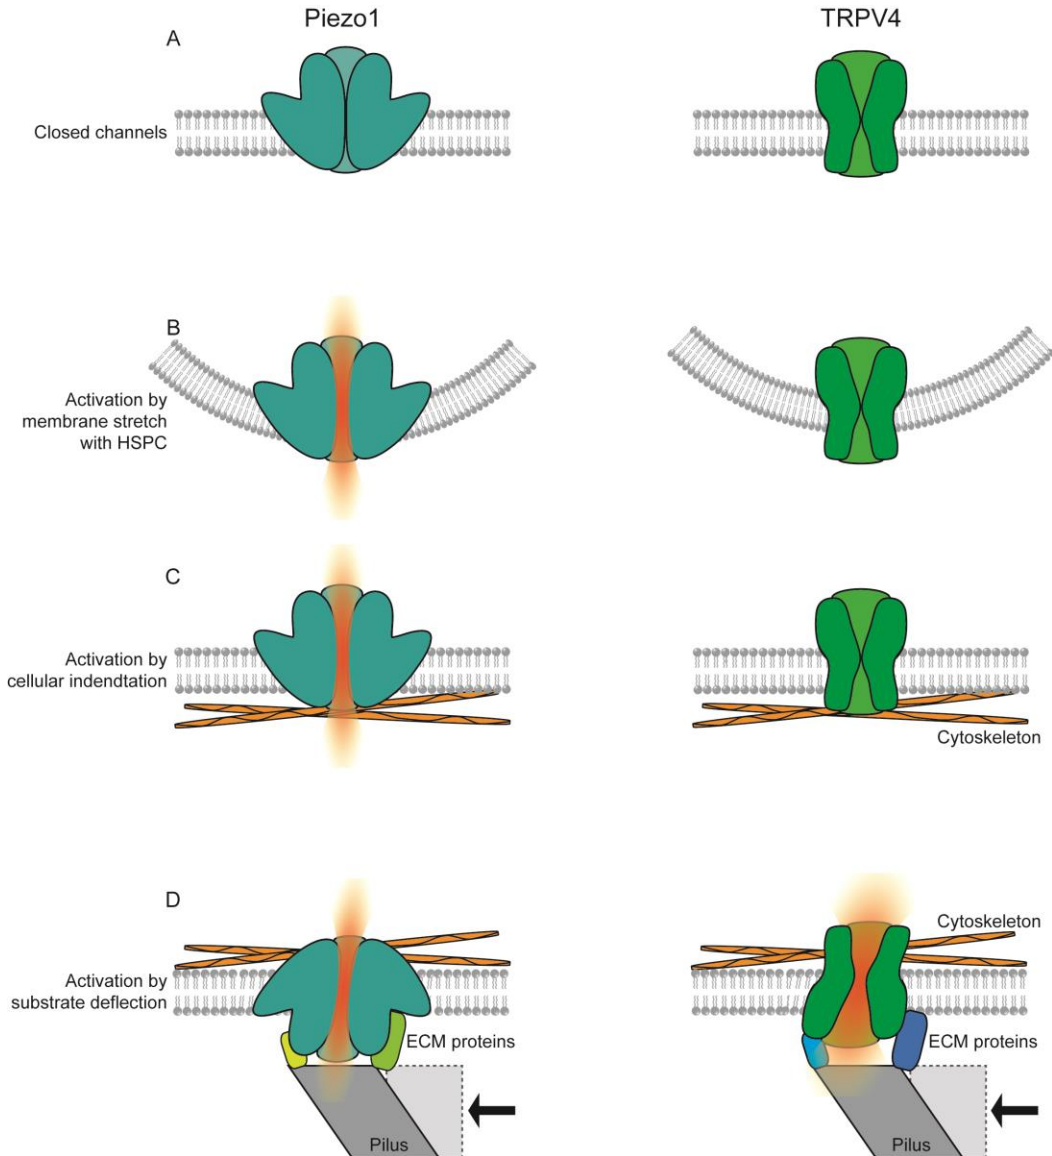 Piezo1
TRPV4
A
Closed channels
B
Activation by
membrane stretch
with HSPC
C
Activation by
cellular indendtation
Cytoskeleton
D
Cytoskeleton
Activation by
substrate deflection
ECM proteins
ECM proteins
Pilus
Pilus